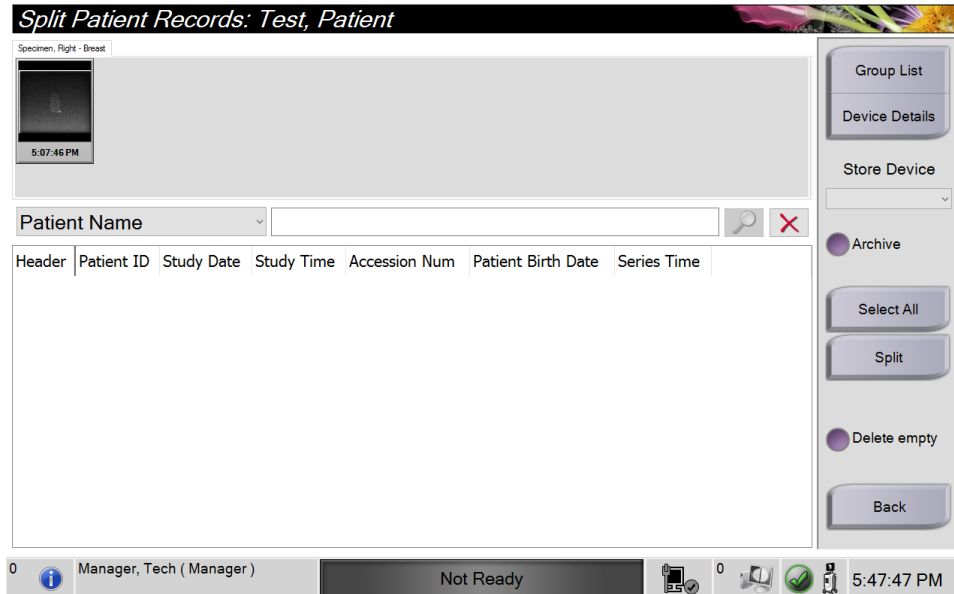 Split Patient Records: Test, Patient
Specimen, Right - Breast
5:07:46 PM
Group List
Device Details
Store Device
Patient Name
Archive
Header Patient ID Study Date Study Time Accession Num Patient Birth Date Series Time
Select All
Split
Delete empty
Back
0 Manager, Tech ( Manager ) Not Ready 0 5:47:47 PM